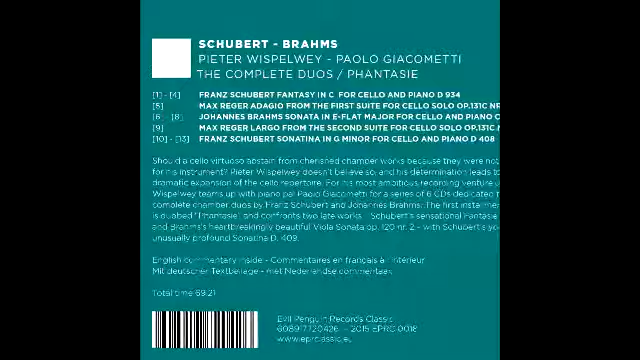 SCHUBERT - BRAHMS
PIETER WISPELWEY - PAOLO GIACOMETTI
THE COMPLETE DUOS / PHANTASIE
[1] - [4] FRANZ SCHUBERT FANTASY IN C FOR CELLO AND PIANO D 934
[5] MAX REGER ADAGIO FROM THE FIRST SUITE FOR CELLO SOLO OP.131C NR
[6] - [8] JOHANNES BRAHMS SONATA IN E-FLAT MAJOR FOR CELLO AND PIANO O
[9] MAX REGER LARGO FROM THE SECOND SUITE FOR CELLO SOLO OP.131C N
[10] - [13] FRANZ SCHUBERT SONATINA IN G MINOR FOR CELLO AND PIANO D 408
Should a cello virtuoso abstain from cherished chamber works because they were not
for his instrument? Pieter Wispelwey doesn't believe so, and his determination leads to
dramatic expansion of the cello repertoire. For his most ambitious recording venture
Wispelwey teams up with piano pal Paolo Giacometti for a series of 6 CDs dedicated
complete chamber duos by Franz Schubert and Johannes Brahms. The first installmen
is dubbed "Phantasie" and confronts two late works - Schubert's sensational Fantasie
and Brahms's heartbreakingly beautiful Viola Sonata op. 120 nr. 2 - with Schubert's yo
unusually profound Sonatina D. 409.
English commentary inside - Commentaires en français à l'intérieur
Mit deutscher Textbeilage - met Nederlandse commentaar
Total time 69:21
Evil Penguin Records Classic
608917720426 - 2015 EPRC 0018
www.eprclassic.eu